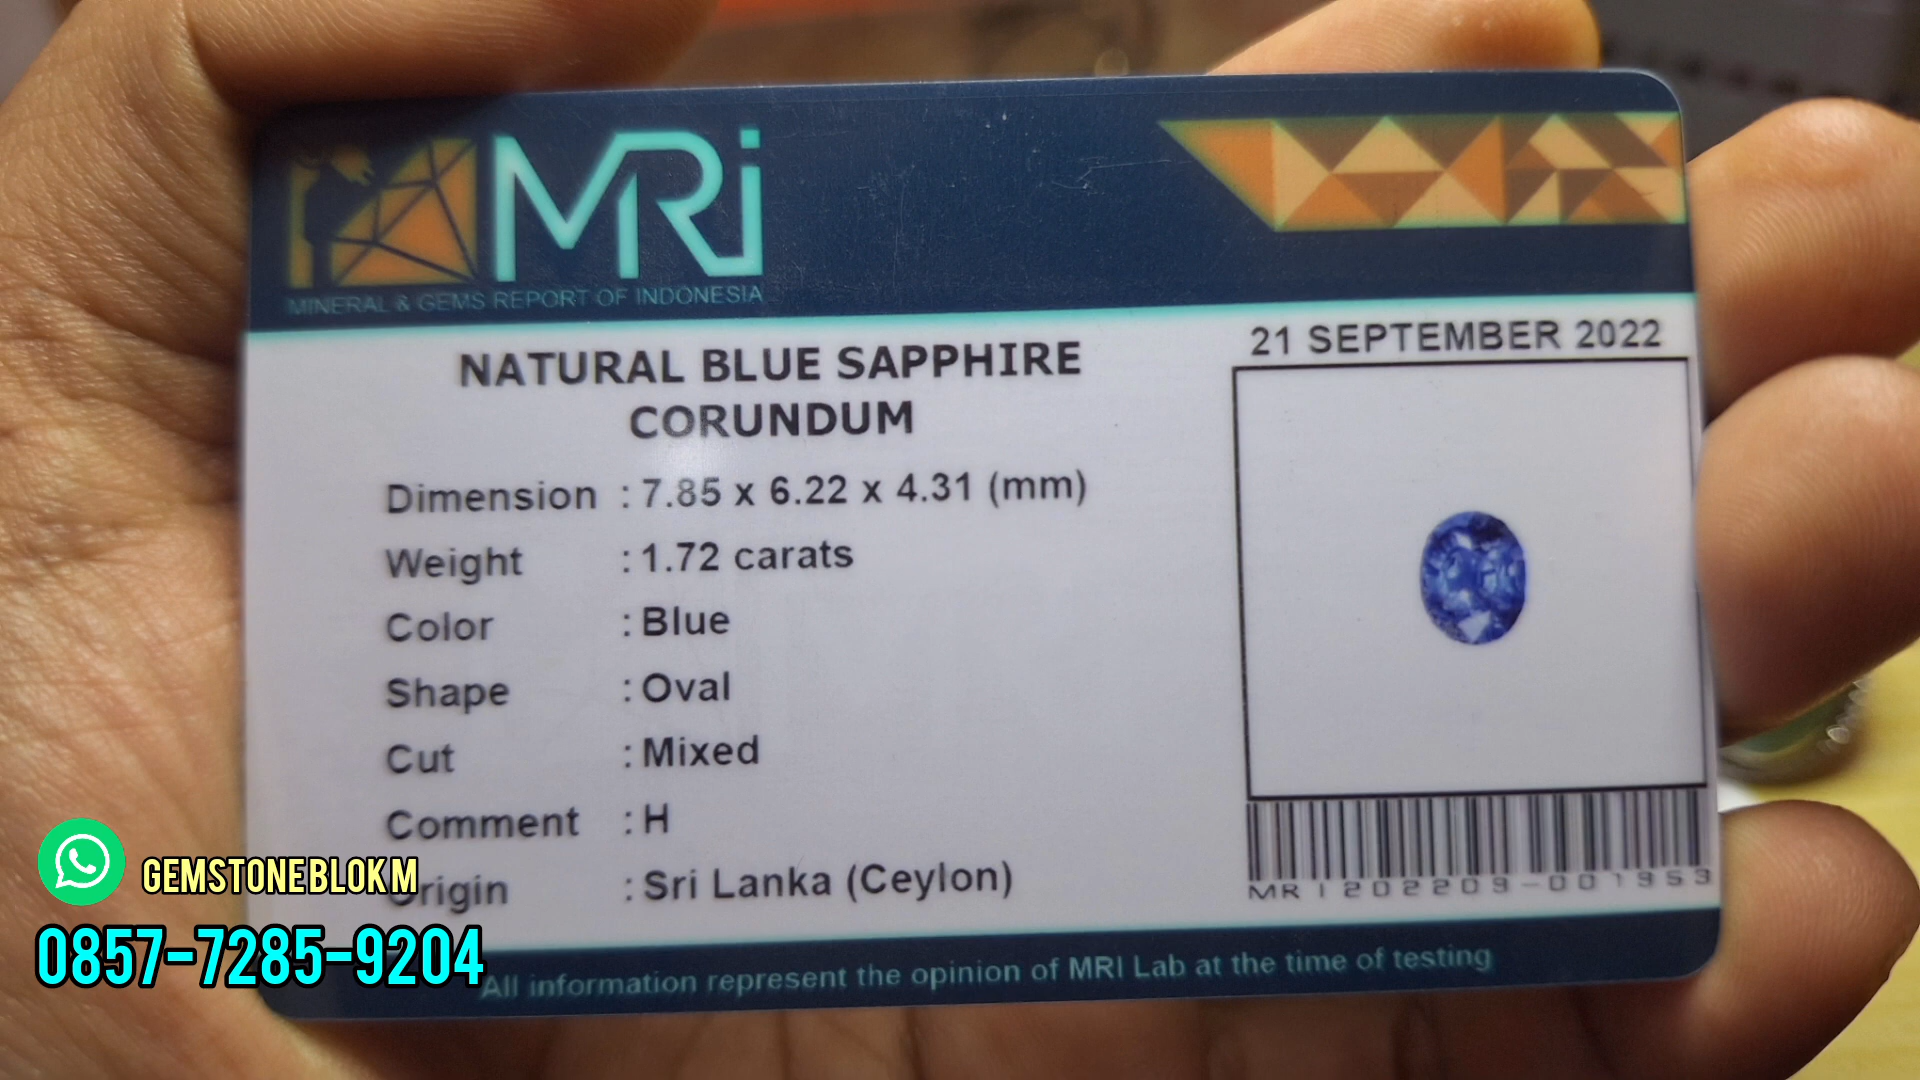 MRi
MINERAL & GEMS REPORT OF INDONESIA
21 SEPTEMBER 2022
NATURAL BLUE SAPPHIRE
CORUNDUM
Dimension : 7.85 x 6.22 x 4.31 (mm)
Weight : 1.72 carats
Color : Blue
Shape : Oval
Cut : Mixed
Comment : H
Origin : Sri Lanka (Ceylon)
MRI202209-001953
GEMSTONEBLOKM
0857-7285-9204
All information represent the opinion of MRI Lab at the time of testing